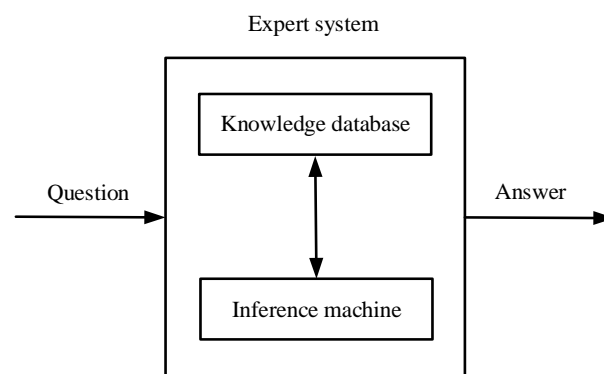 Expert system
Knowledge database
Question
Answer
Inference machine